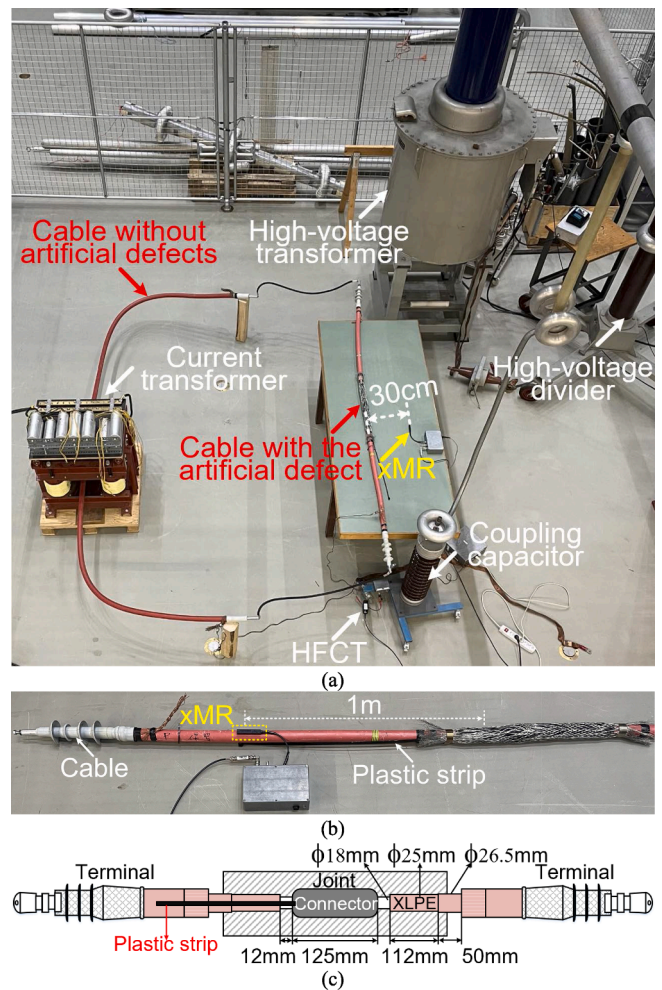 Cable without
artificial defects
High-voltage
transformer
Current
transformer
30cm
High-voltage
divider
Cable with the
artificial defect
xMR
Coupling
capacitor
HFCT
(a)
xMR
1m
Cable
Plastic strip
(b)
ϕ18mm ϕ25mm ϕ26.5mm
Terminal
Joint
Terminal
Connector
XLPE
Plastic strip
12mm 125mm 112mm 50mm
(c)